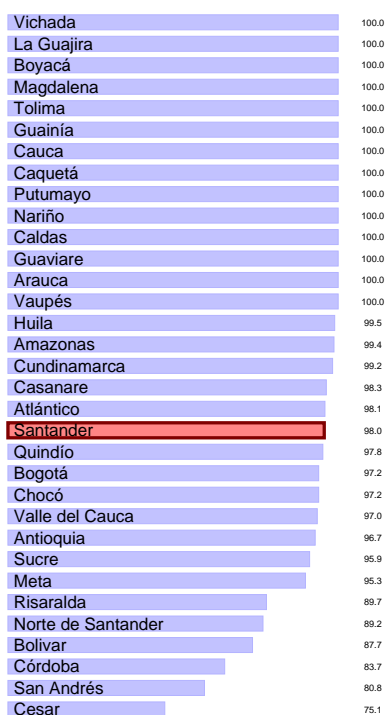 Vichada 100.0
La Guajira 100.0
Boyacá 100.0
Magdalena 100.0
Tolima 100.0
Guainía 100.0
Cauca 100.0
Caquetá 100.0
Putumayo 100.0
Nariño 100.0
Caldas 100.0
Guaviare 100.0
Arauca 100.0
Vaupés 100.0
Huila 99.5
Amazonas 99.4
Cundinamarca 99.2
Casanare 98.3
Atlántico 98.1
Santander 98.0
Quindío 97.8
Bogotá 97.2
Chocó 97.2
Valle del Cauca 97.0
Antioquia 96.7
Sucre 95.9
Meta 95.3
Risaralda 89.7
Norte de Santander 89.2
Bolivar 87.7
Córdoba 83.7
San Andrés 80.8
Cesar 75.1